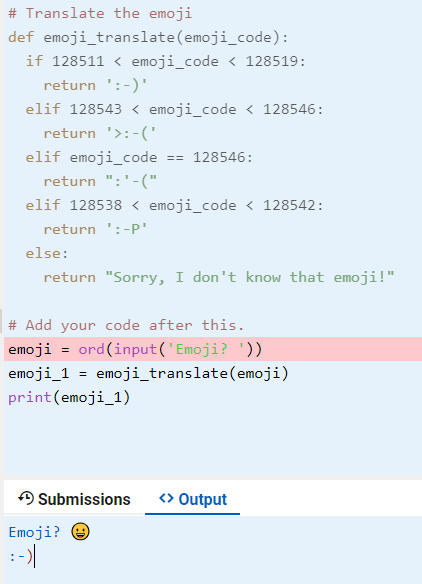 # Translate the emoji
def emoji_translate(emoji_code):
  if 128511 < emoji_code < 128519:
    return ':-)'
  elif 128543 < emoji_code < 128546:
    return '>:-('
  elif emoji_code == 128546:
    return ":'-("
  elif 128538 < emoji_code < 128542:
    return ':-P'
  else:
    return "Sorry, I don't know that emoji!"

# Add your code after this.
emoji = ord(input('Emoji? '))
emoji_1 = emoji_translate(emoji)
print(emoji_1)
Submissions <> Output
Emoji? 😀
:-)